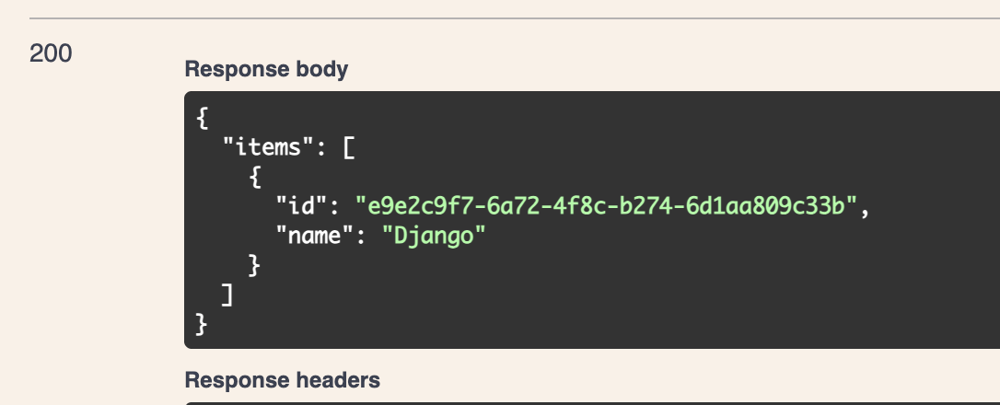 200
Response body
{
"items": [
{
"id": "e9e2c9f7-6a72-4f8c-b274-6d1aa809c33b",
"name": "Django"
}
]
}
Response headers